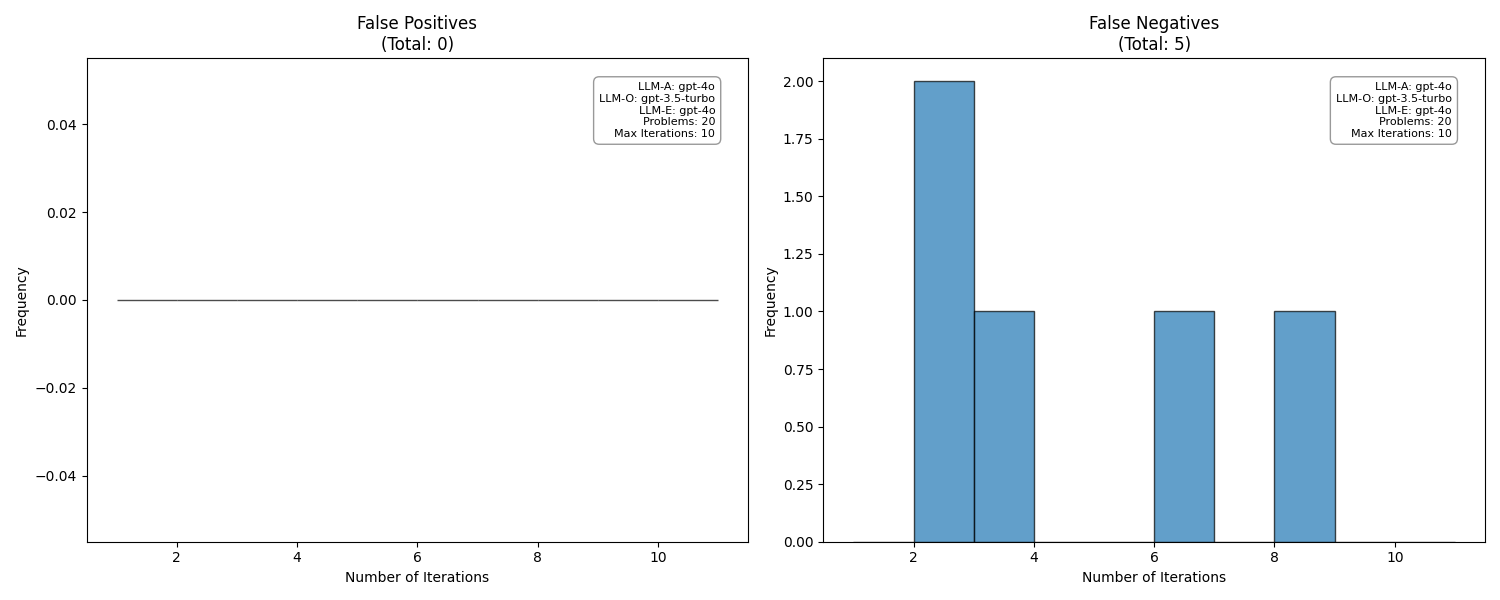 False Positives
(Total: 0)
LLM-A: gpt-4o
LLM-O: gpt-3.5-turbo
LLM-E: gpt-4o
Problems: 20
Max Iterations: 10
Frequency
0.04
0.02
0.00
−0.02
−0.04
2 4 6 8 10
Number of Iterations
False Negatives
(Total: 5)
LLM-A: gpt-4o
LLM-O: gpt-3.5-turbo
LLM-E: gpt-4o
Problems: 20
Max Iterations: 10
Frequency
2.00
1.75
1.50
1.25
1.00
0.75
0.50
0.25
0.00
2 4 6 8 10
Number of Iterations